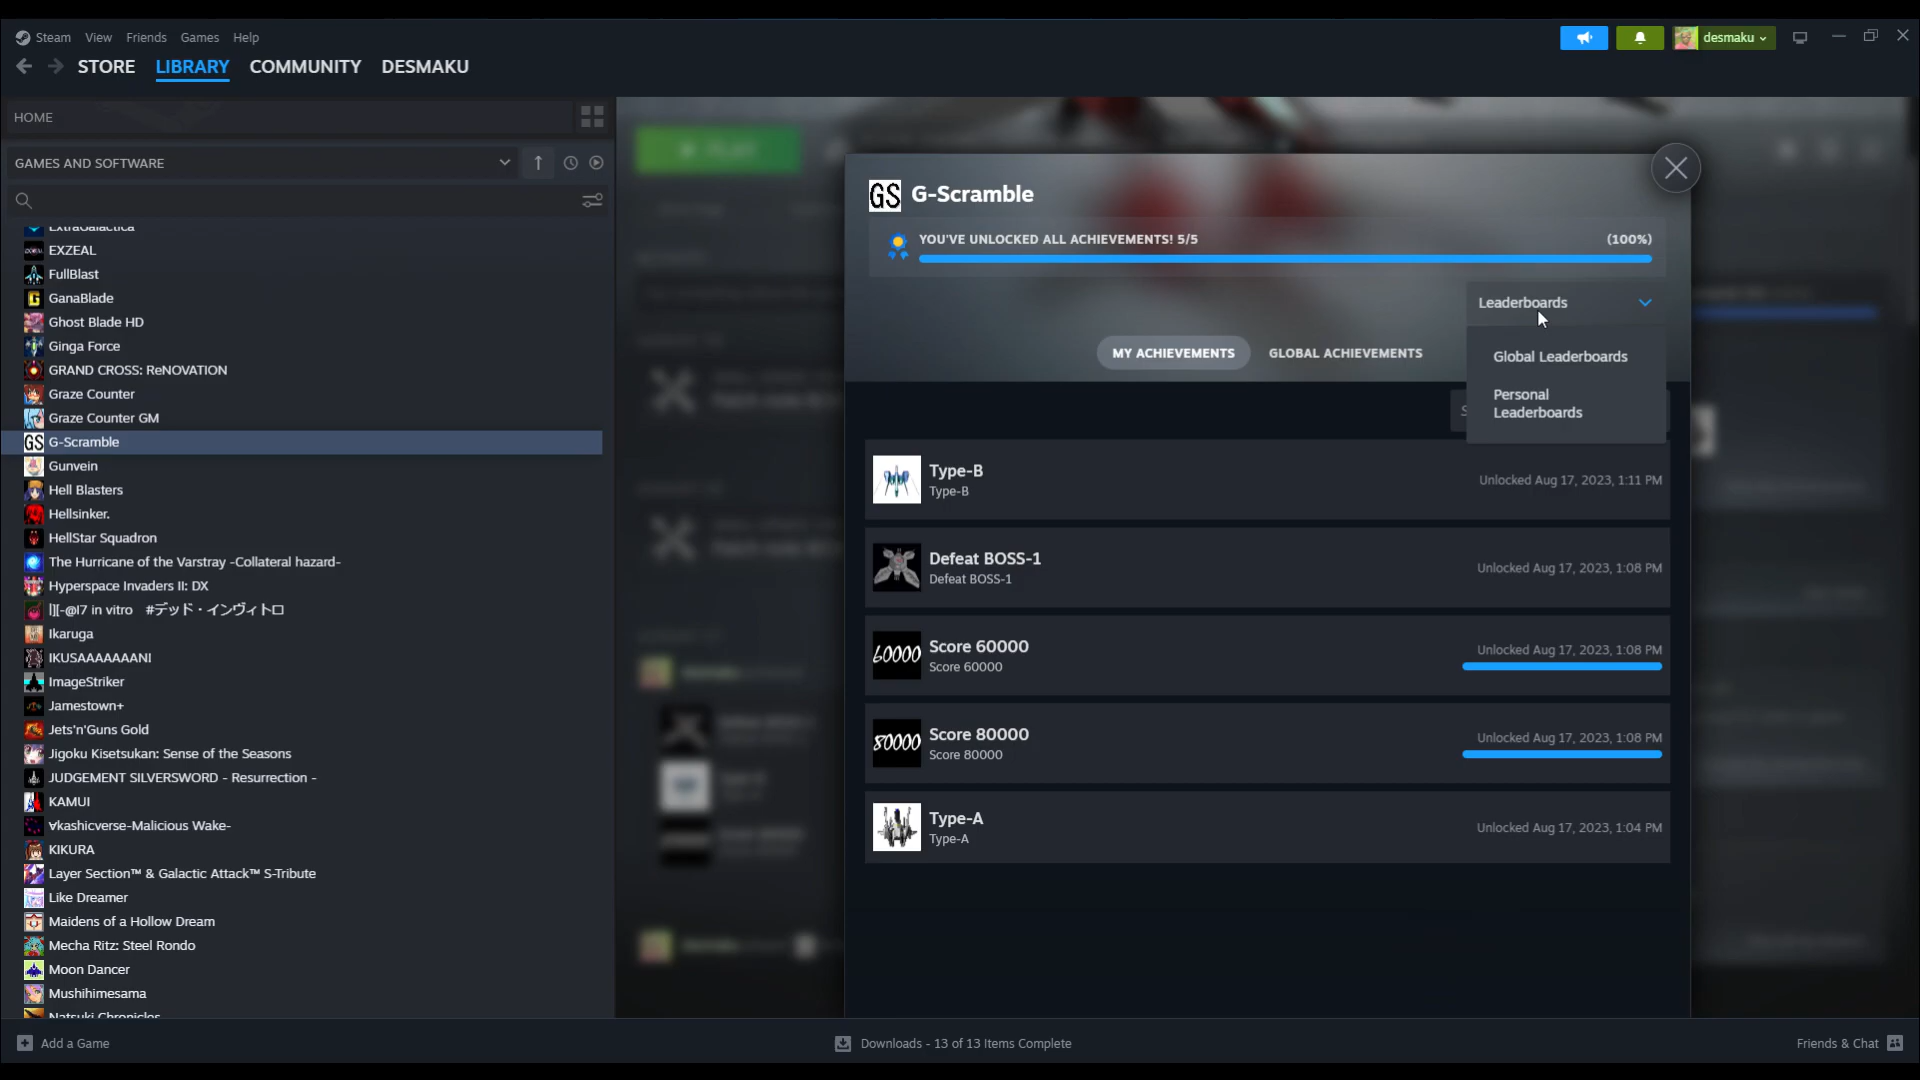 Steam View Friends Games Help
desmaku
STORE LIBRARY COMMUNITY DESMAKU
HOME
GAMES AND SOFTWARE
ExtraGalactica
EXZEAL
FullBlast
GanaBlade
Ghost Blade HD
Ginga Force
GRAND CROSS: ReNOVATION
Graze Counter
Graze Counter GM
GS G-Scramble
Gunvein
Hell Blasters
Hellsinker.
HellStar Squadron
The Hurricane of the Varstray -Collateral hazard-
Hyperspace Invaders II: DX
]][-@l7 in vitro #デッド・インヴィトロ
Ikaruga
IKUSAAAAAANI
ImageStriker
Jamestown+
Jets'n'Guns Gold
Jigoku Kisetsukan: Sense of the Seasons
JUDGEMENT SILVERSWORD - Resurrection -
KAMUI
∀kashicverse-Malicious Wake-
KIKURA
Layer Section™ & Galactic Attack™ S-Tribute
Like Dreamer
Maidens of a Hollow Dream
Mecha Ritz: Steel Rondo
Moon Dancer
Mushihimesama
Natsuki Chronicles
PLAY
GS G-Scramble
YOU'VE UNLOCKED ALL ACHIEVEMENTS! 5/5 (100%)
Leaderboards
Global Leaderboards
Personal
Leaderboards
MY ACHIEVEMENTS GLOBAL ACHIEVEMENTS
Type-B
Type-B
Unlocked Aug 17, 2023, 1:11 PM
Defeat BOSS-1
Defeat BOSS-1
Unlocked Aug 17, 2023, 1:08 PM
60000
Score 60000
Score 60000
Unlocked Aug 17, 2023, 1:08 PM
80000
Score 80000
Score 80000
Unlocked Aug 17, 2023, 1:08 PM
Type-A
Type-A
Unlocked Aug 17, 2023, 1:04 PM
Add a Game
Downloads - 13 of 13 Items Complete
Friends & Chat